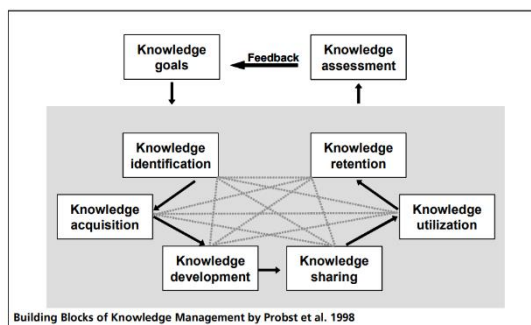 Knowledge
goals
Feedback
Knowledge
assessment
Knowledge
identification
Knowledge
retention
Knowledge
acquisition
Knowledge
utilization
Knowledge
development
Knowledge
sharing
Building Blocks of Knowledge Management by Probst et al. 1998